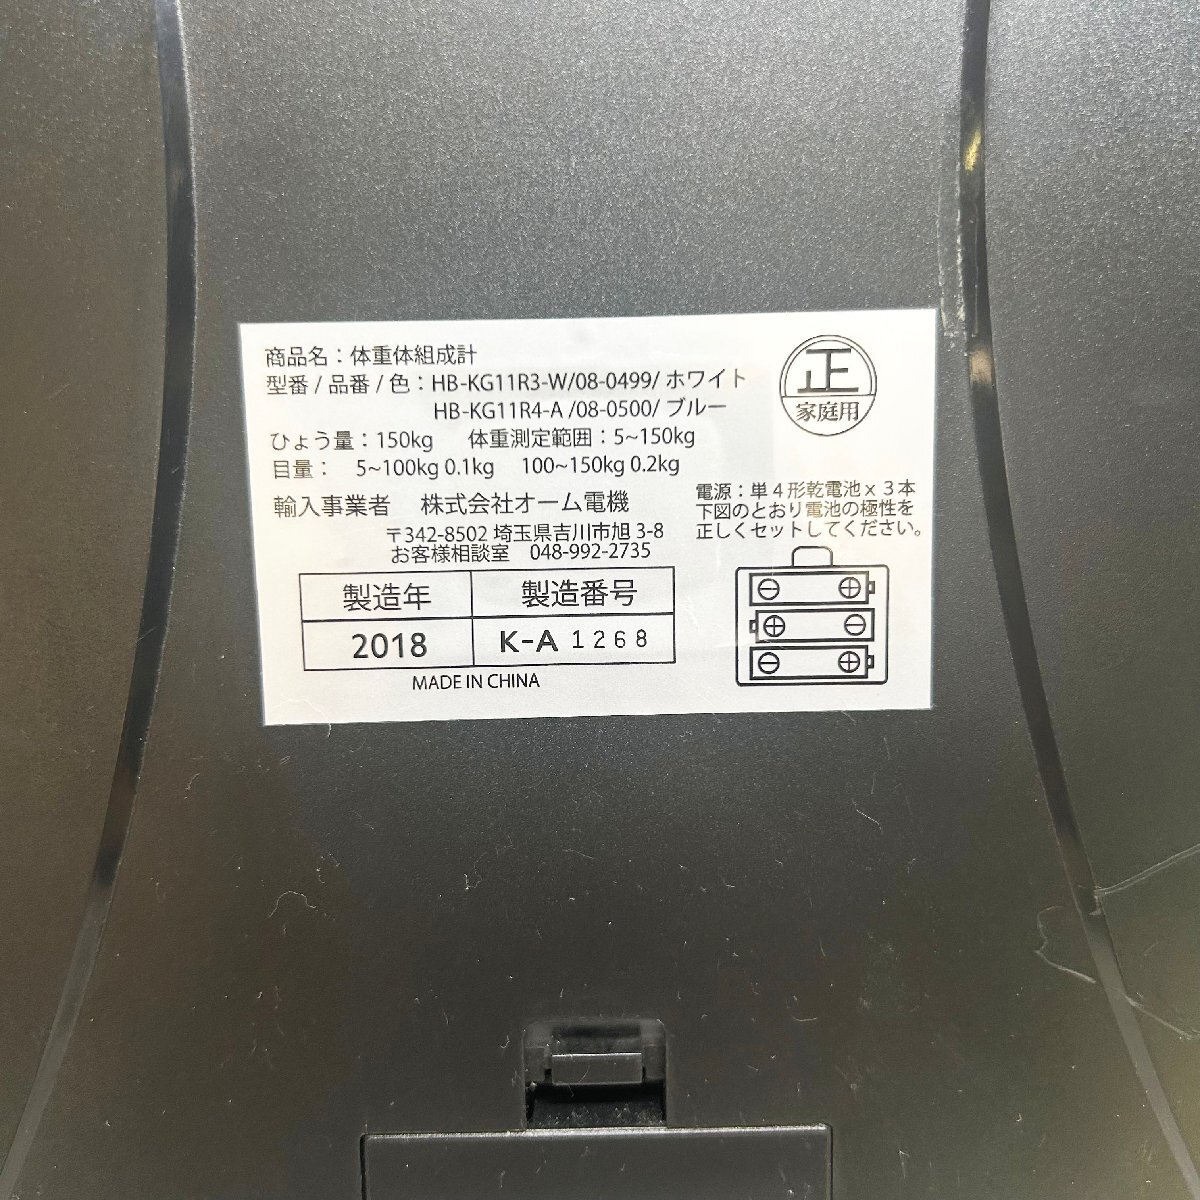 商品名：体重体組成計
型番 / 品番 / 色：HB-KG11R3-W/08-0499/ ホワイト
HB-KG11R4-A /08-0500/ ブルー
正
家庭用
ひょう量：150kg 体重測定範囲：5~150kg
目量： 5~100kg 0.1kg 100~150kg 0.2kg
輸入事業者 株式会社オーム電機
〒342-8502 埼玉県吉川市旭 3-8
お客様相談室 048-992-2735
電源：単４形乾電池 x ３本
下図のとおり電池の極性を
正しくセットしてください。
製造年 製造番号
2018 K-A 1268
MADE IN CHINA